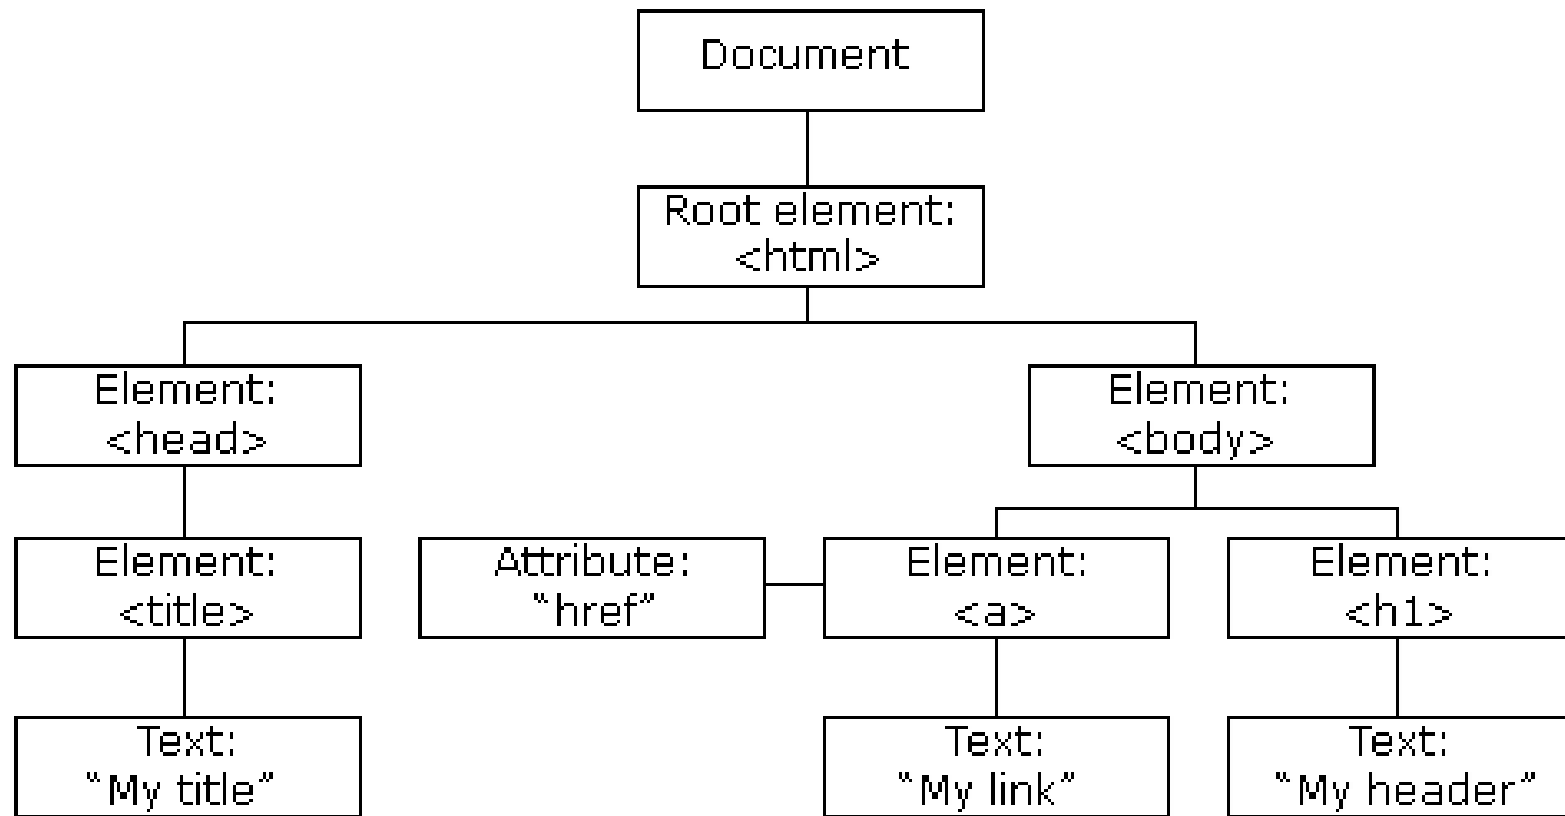 Document
Root element:
<html>
Element:
<head>
Element:
<body>
Element:
<title>
Attribute:
“href”
Element:
<a>
Element:
<h1>
Text:
“My title”
Text:
“My link”
Text:
“My header”